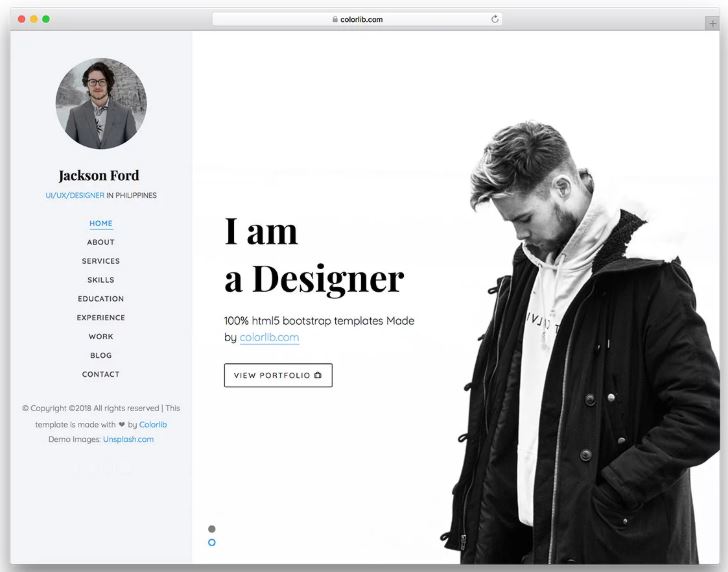 colorlib.com
Jackson Ford
UI/UX/DESIGNER IN PHILIPPINES
HOME
ABOUT
SERVICES
SKILLS
EDUCATION
EXPERIENCE
WORK
BLOG
CONTACT
© Copyright ©2018 All rights reserved | This
template is made with ❤ by Colorlib
Demo Images: Unsplash.com
I am
a Designer
100% html5 bootstrap templates Made
by colorlib.com
VIEW PORTFOLIO